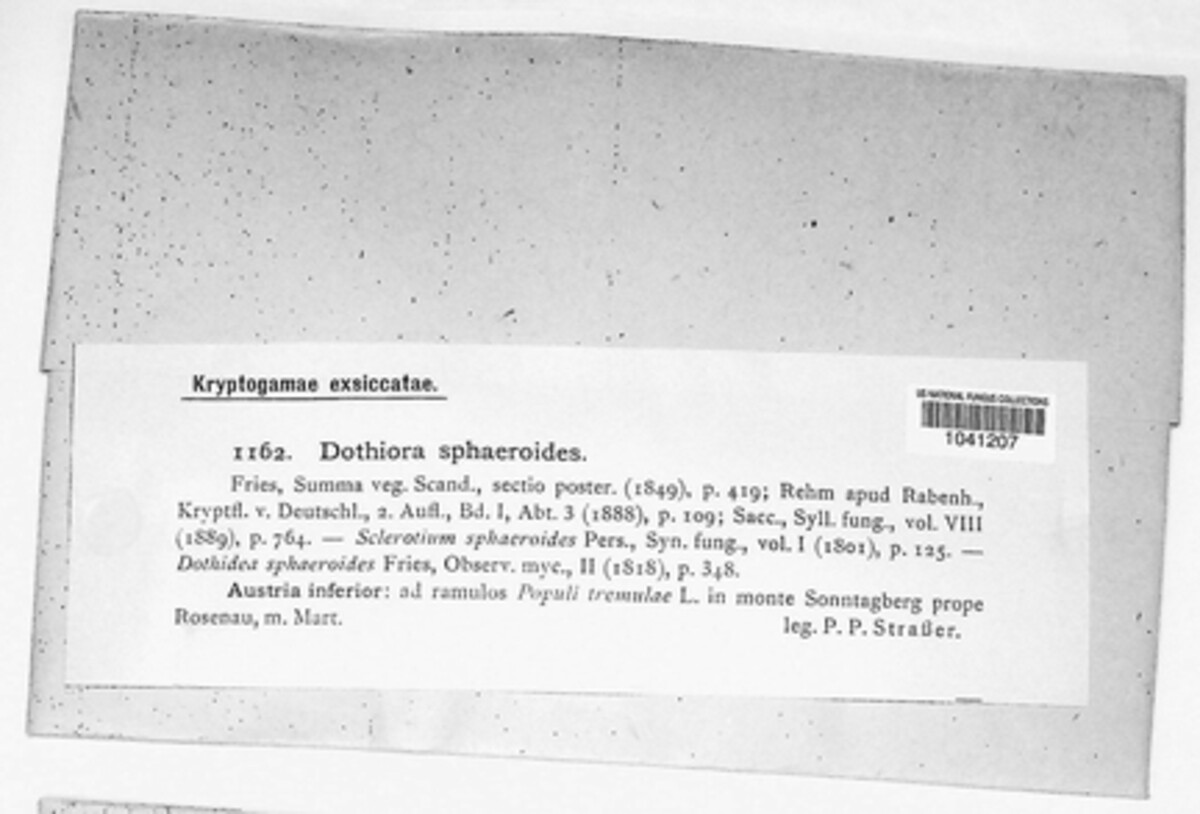 Kryptogamae exsiccatae.
US NATIONAL FUNGUS COLLECTIONS
1041207
1162. Dothiora sphaeroides.
Fries, Summa veg. Scand., sectio poster. (1849), p. 419; Rehm apud Rabenh.,
Kryptfl. v. Deutschl., 2. Aufl., Bd. I, Abt. 3 (1888), p. 109; Sacc., Syll. fung., vol. VIII
(1889), p. 764. — Sclerotium sphaeroides Pers., Syn. fung., vol. I (1801), p. 125. —
Dothidea sphaeroides Fries, Observ. myc., II (1818), p. 348.
Austria inferior: ad ramulos Populi tremulae L. in monte Sonntagberg prope
Rosenau, m. Mart.
leg. P. P. Straßer.